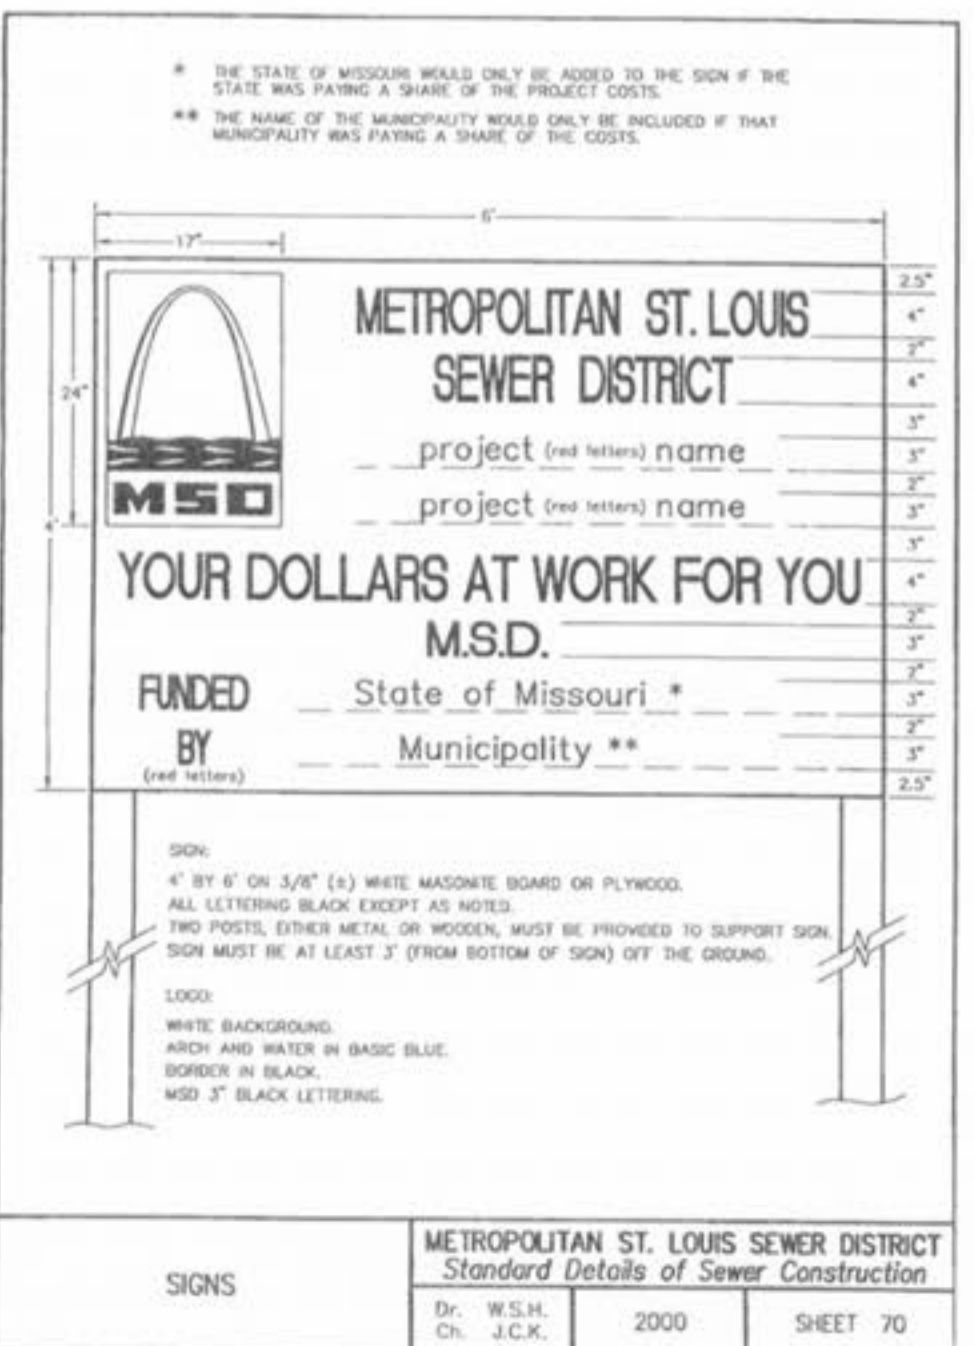 * THE STATE OF MISSOURI WOULD ONLY BE ADDED TO THE SIGN IF THE
STATE WAS PAYING A SHARE OF THE PROJECT COSTS.
** THE NAME OF THE MUNICIPALITY WOULD ONLY BE INCLUDED IF THAT
MUNICIPALITY WAS PAYING A SHARE OF THE COSTS.
6'
17"
24"
4'
MSD
METROPOLITAN ST. LOUIS
SEWER DISTRICT
project (red letters) name
project (red letters) name
YOUR DOLLARS AT WORK FOR YOU
M.S.D.
FUNDED
BY
(red letters)
State of Missouri *
Municipality **
2.5"
4"
2"
4"
3"
3"
2"
3"
3"
4"
2"
3"
2"
3"
2"
3"
2.5"
SIGN:
4' BY 6' ON 3/8" (±) WHITE MASONITE BOARD OR PLYWOOD.
ALL LETTERING BLACK EXCEPT AS NOTED.
TWO POSTS, EITHER METAL OR WOODEN, MUST BE PROVIDED TO SUPPORT SIGN.
SIGN MUST BE AT LEAST 3' (FROM BOTTOM OF SIGN) OFF THE GROUND.
LOGO:
WHITE BACKGROUND.
ARCH AND WATER IN BASIC BLUE.
BORDER IN BLACK.
MSD 3" BLACK LETTERING.
SIGNS
METROPOLITAN ST. LOUIS SEWER DISTRICT
Standard Details of Sewer Construction
Dr. W.S.H.
Ch. J.C.K.
2000
SHEET 70